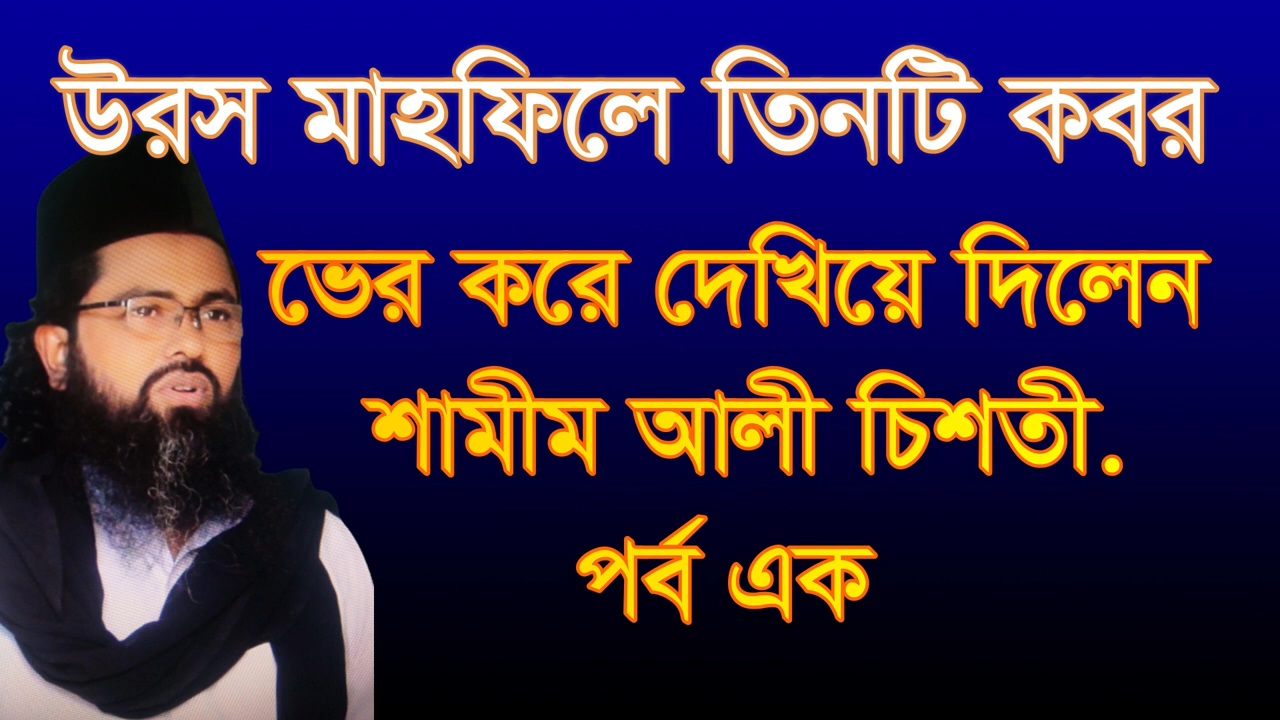 উরস মাহফিলে তিনটি কবর
ভের করে দেখিয়ে দিলেন
শামীম আলী চিশতী.
পর্ব এক